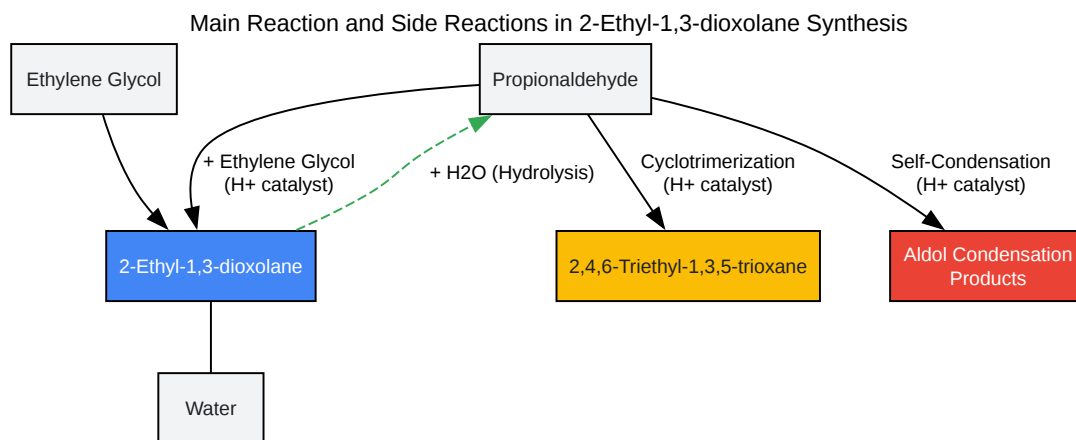 Main Reaction and Side Reactions in 2-Ethyl-1,3-dioxolane Synthesis
Ethylene Glycol
Propionaldehyde
+ Ethylene Glycol
(H+ catalyst)
+ H2O (Hydrolysis)
Cyclotrimerization
(H+ catalyst)
Self-Condensation
(H+ catalyst)
2-Ethyl-1,3-dioxolane
2,4,6-Triethyl-1,3,5-trioxane
Aldol Condensation
Products
Water